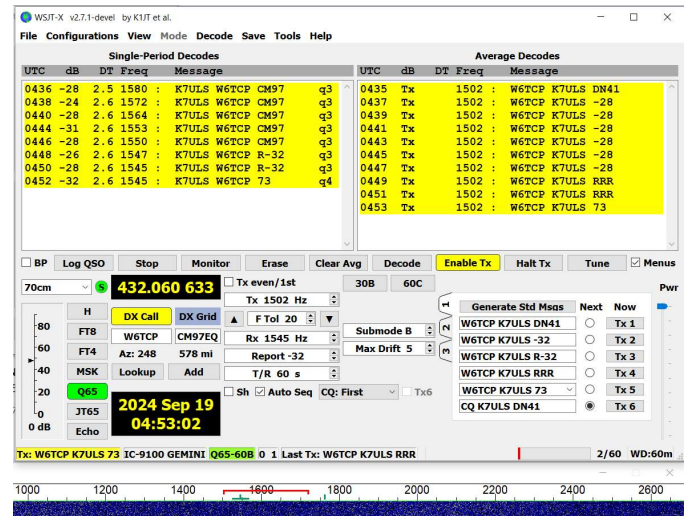 WSJT-X v2.7.1-devel by K1JT et al.
File Configurations View Mode Decode Save Tools Help
Single-Period Decodes
UTC dB DT Freq Message
0436 -28 2.5 1580 : K7ULS W6TCP CM97 q3
0438 -24 2.6 1572 : K7ULS W6TCP CM97 q3
0440 -28 2.6 1564 : K7ULS W6TCP CM97 q3
0444 -31 2.6 1553 : K7ULS W6TCP CM97 q3
0446 -28 2.6 1550 : K7ULS W6TCP CM97 q3
0448 -26 2.6 1547 : K7ULS W6TCP R-32 q3
0450 -28 2.6 1545 : K7ULS W6TCP R-32 q3
0452 -32 2.6 1545 : K7ULS W6TCP 73 q4
Average Decodes
UTC dB DT Freq Message
0435 Tx 1502 : W6TCP K7ULS DN41
0437 Tx 1502 : W6TCP K7ULS -28
0439 Tx 1502 : W6TCP K7ULS -28
0441 Tx 1502 : W6TCP K7ULS -28
0443 Tx 1502 : W6TCP K7ULS -28
0445 Tx 1502 : W6TCP K7ULS -28
0447 Tx 1502 : W6TCP K7ULS -28
0449 Tx 1502 : W6TCP K7ULS RRR
0451 Tx 1502 : W6TCP K7ULS RRR
0453 Tx 1502 : W6TCP K7ULS 73
BP Log QSO Stop Monitor Erase Clear Avg Decode Enable Tx Halt Tx Tune Menus
70cm S 432.060 633 Tx even/1st 30B 60C Pwr
Tx 1502 Hz
H DX Call DX Grid F Tol 20
W6TCP CM97EQ Rx 1545 Hz Submode B
Az: 248 578 mi Report -32 Max Drift 5
Lookup Add T/R 60 s
Sh Auto Seq CQ: First Tx6
2024 Sep 19
04:53:02
80
60
40
20
0
0 dB
FT8
FT4
MSK
Q65
JT65
Echo
1
2
3
Generate Std Msgs Next Now
W6TCP K7ULS DN41 Tx 1
W6TCP K7ULS -32 Tx 2
W6TCP K7ULS R-32 Tx 3
W6TCP K7ULS RRR Tx 4
W6TCP K7ULS 73 Tx 5
CQ K7ULS DN41 Tx 6
Tx: W6TCP K7ULS 73 IC-9100 GEMINI Q65-60B 0 1 Last Tx: W6TCP K7ULS RRR 2/60 WD:60m
1000 1200 1400 1600 1800 2000 2200 2400 2600